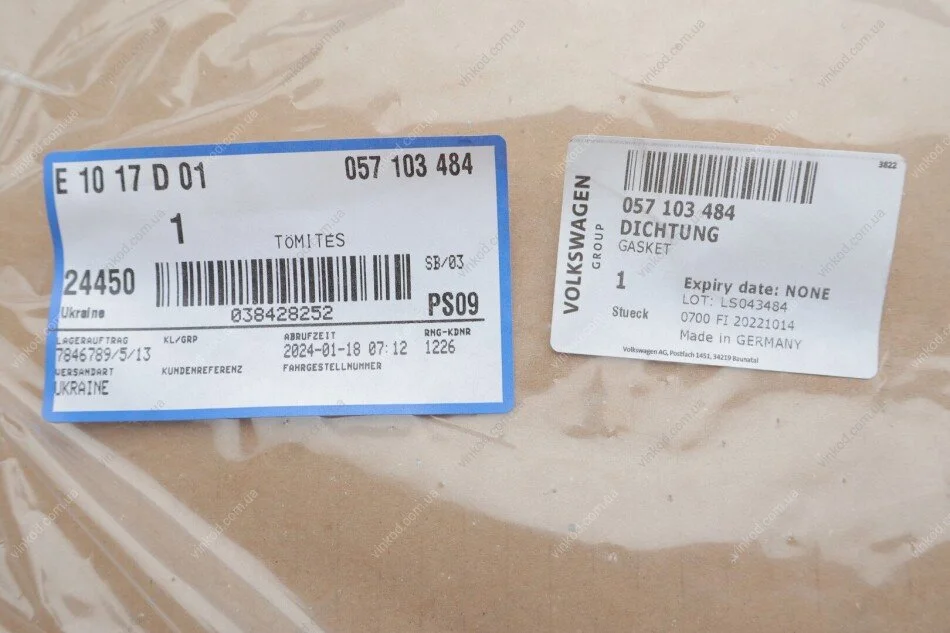 E 10 17 D 01
057 103 484
1
TöMITES
24450
SB/03
Ukraine
038428252
PS09
LAGERAUFTRAG
KL/GRP
ABRUFZEIT
RNG-KDNR
7846789/5/13
2024-01-18 07:12
1226
VERSANDART
KUNDENREFERENZ
FAHRGESTELLNUMMER
UKRAINE
VOLKSWAGEN
GROUP
3822
057 103 484
DICHTUNG
GASKET
1
Stueck
Expiry date: NONE
LOT: LS043484
0700 FI 20221014
Made in GERMANY
Volkswagen AG, Postfach 1451, 34219 Baunatal
vinkod.com.ua